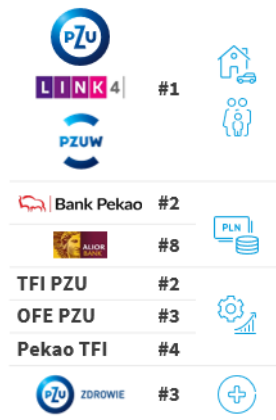 PZU
LINK4 #1
PZUW
Bank Pekao #2
PLN
ALIOR BANK #8
TFI PZU #2
OFE PZU #3
Pekao TFI #4
PZU ZDROWIE #3